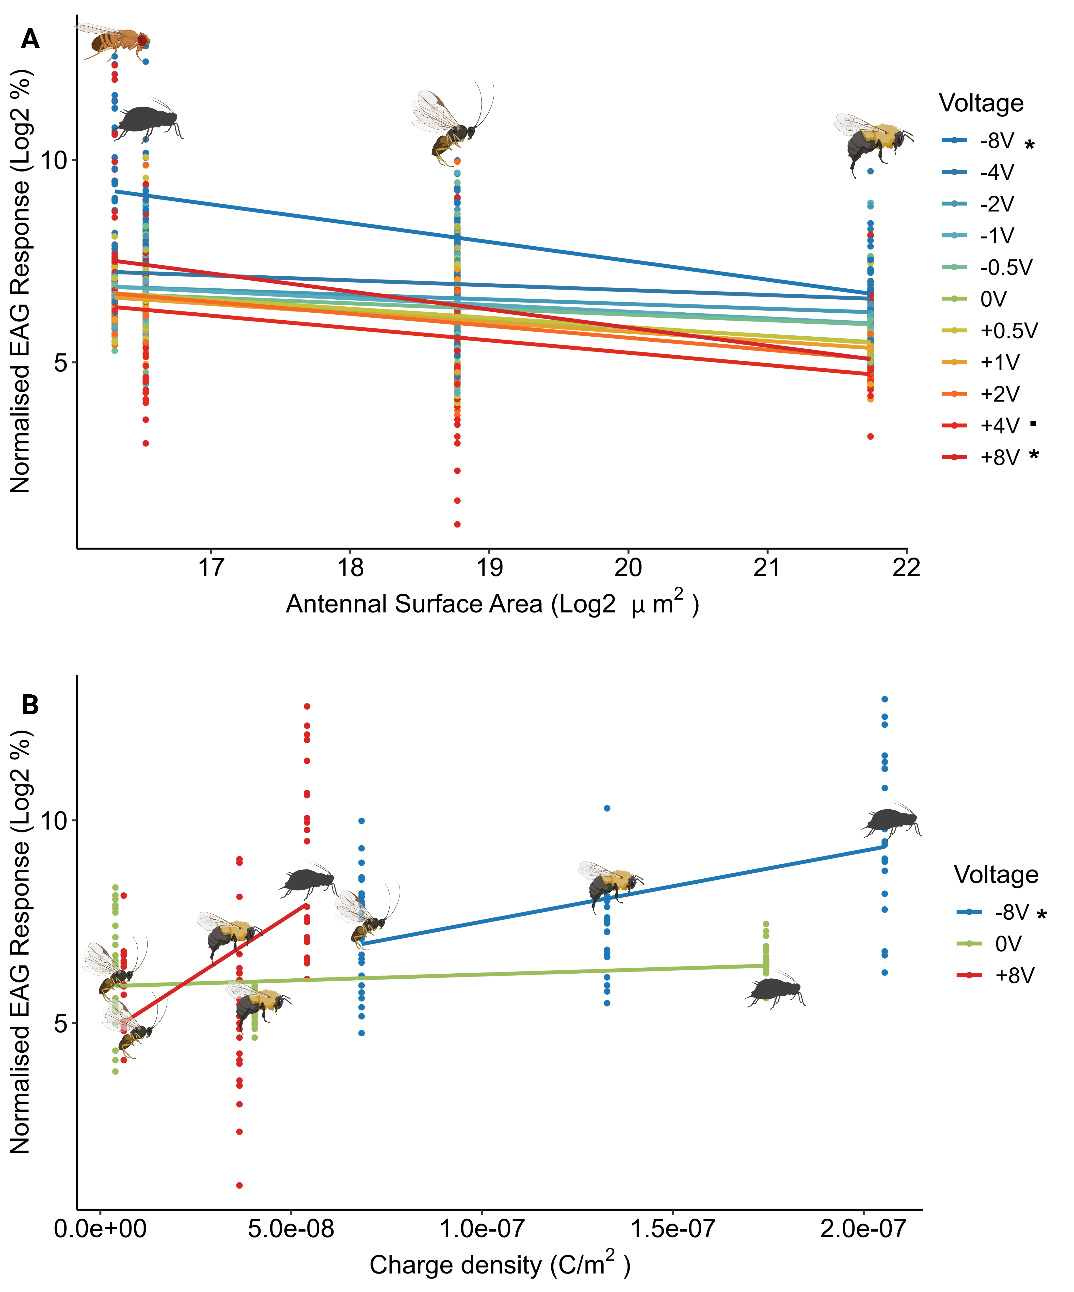 A
Normalised EAG Response (Log2 %)
10
5
17 18 19 20 21 22
Antennal Surface Area (Log2 μ m2 )
Voltage
-8V *
-4V
-2V
-1V
-0.5V
0V
+0.5V
+1V
+2V
+4V ▪
+8V *
B
Normalised EAG Response (Log2 %)
10
5
0.0e+00 5.0e-08 1.0e-07 1.5e-07 2.0e-07
Charge density (C/m2 )
Voltage
-8V *
0V
+8V